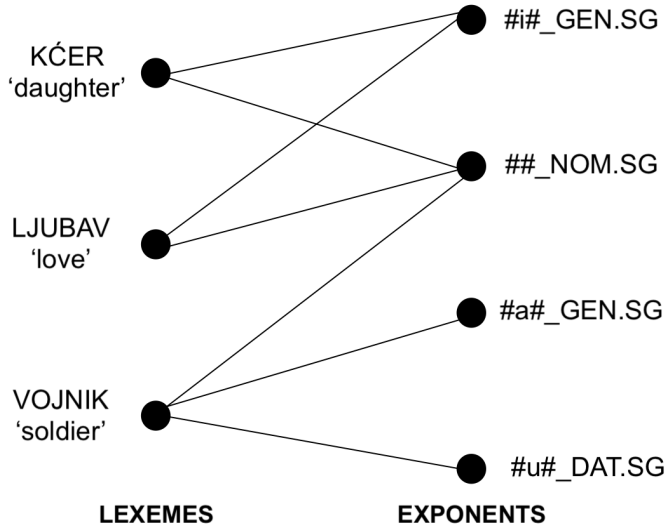 KĆER
‘daughter’
LJUBAV
‘love’
VOJNIK
‘soldier’
LEXEMES
#i#_GEN.SG
##_NOM.SG
#a#_GEN.SG
#u#_DAT.SG
EXPONENTS